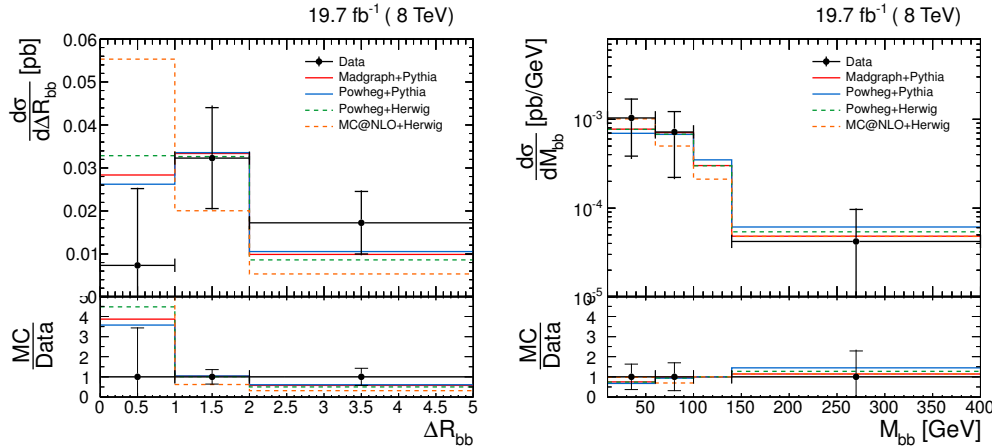 19.7 fb⁻¹ ( 8 TeV)
dσ/dΔR_bb [pb]
0.06
0.05
0.04
0.03
0.02
0.01
Data
Madgraph+Pythia
Powheg+Pythia
Powheg+Herwig
MC@NLO+Herwig
MC/Data
5
4
3
2
1
0
0 0.5 1 1.5 2 2.5 3 3.5 4 4.5 5
ΔR_bb
19.7 fb⁻¹ ( 8 TeV)
dσ/dM_bb [pb/GeV]
10⁻³
10⁻⁴
10⁻⁵
Data
Madgraph+Pythia
Powheg+Pythia
Powheg+Herwig
MC@NLO+Herwig
MC/Data
4
3
2
1
0
50 100 150 200 250 300 350 400
M_bb [GeV]